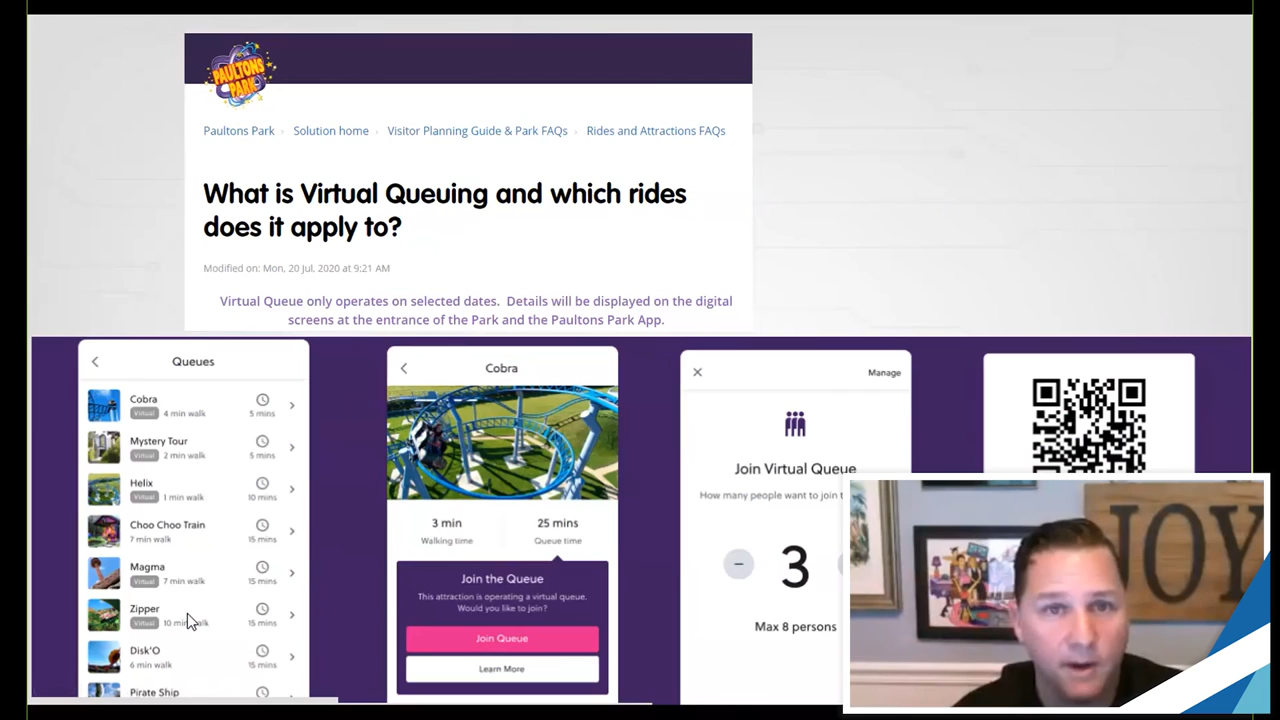 PAULTONS
PARK
Paultons Park › Solution home › Visitor Planning Guide & Park FAQs › Rides and Attractions FAQs
What is Virtual Queuing and which rides
does it apply to?
Modified on: Mon, 20 Jul, 2020 at 9:21 AM
Virtual Queue only operates on selected dates. Details will be displayed on the digital
screens at the entrance of the Park and the Paultons Park App.
Queues
Cobra
Virtual 4 min walk 5 mins
Mystery Tour
Virtual 2 min walk 5 mins
Helix
Virtual 1 min walk 10 mins
Choo Choo Train
7 min walk 15 mins
Magma
Virtual 7 min walk 15 mins
Zipper
Virtual 10 min walk 15 mins
Disk'O
6 min walk 15 mins
Pirate Ship
Cobra
3 min 25 mins
Walking time Queue time
Join the Queue
This attraction is operating a virtual queue.
Would you like to join?
Join Queue
Learn More
Manage
Join Virtual Queue
How many people want to join t
3
Max 8 persons
JOY